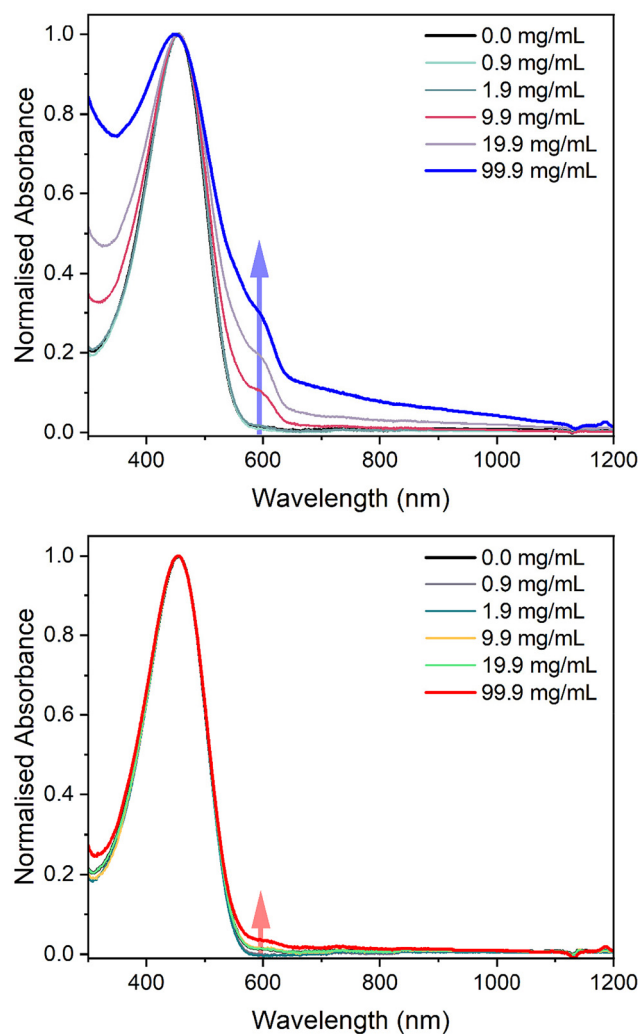 1.0
0.8
0.6
0.4
0.2
0.0
Normalised Absorbance
0.0 mg/mL
0.9 mg/mL
1.9 mg/mL
9.9 mg/mL
19.9 mg/mL
99.9 mg/mL
400
600
800
1000
1200
Wavelength (nm)
1.0
0.8
0.6
0.4
0.2
0.0
Normalised Absorbance
0.0 mg/mL
0.9 mg/mL
1.9 mg/mL
9.9 mg/mL
19.9 mg/mL
99.9 mg/mL
400
600
800
1000
1200
Wavelength (nm)